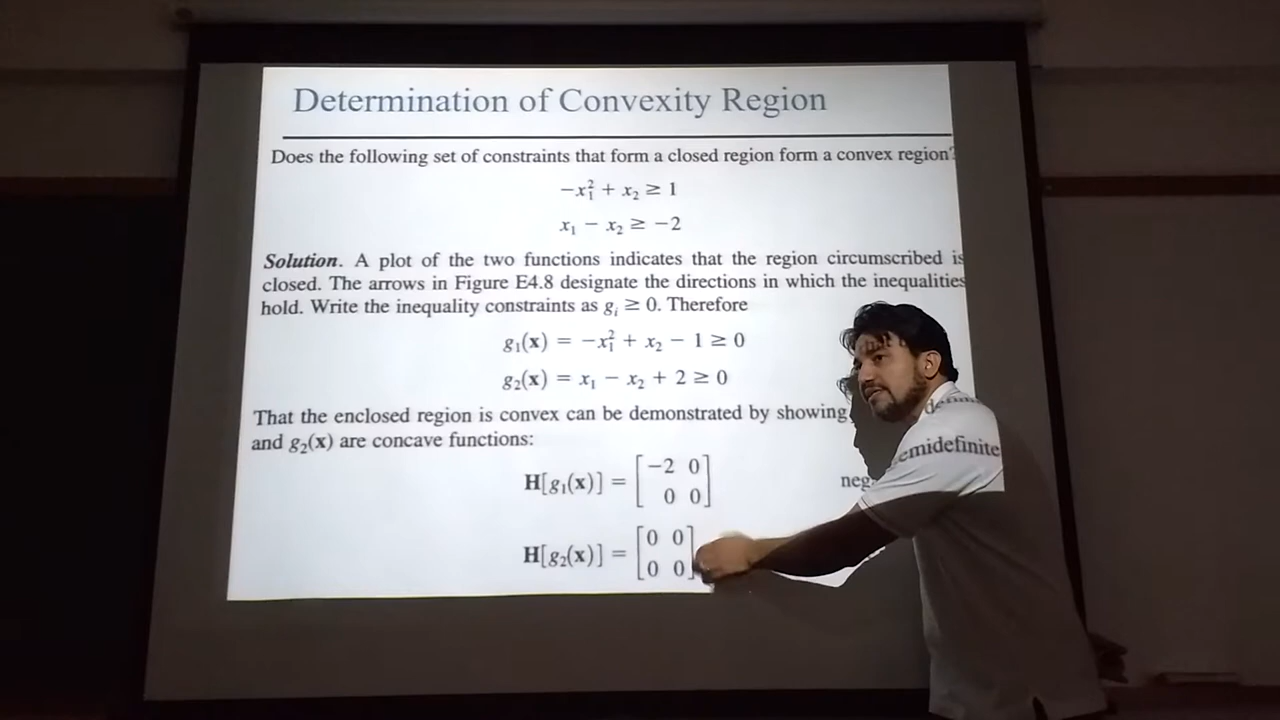 Determination of Convexity Region
Does the following set of constraints that form a closed region form a convex region?
−x₁² + x₂ ≥ 1
x₁ − x₂ ≥ −2
Solution. A plot of the two functions indicates that the region circumscribed is
closed. The arrows in Figure E4.8 designate the directions in which the inequalities
hold. Write the inequality constraints as gᵢ ≥ 0. Therefore
g₁(x) = −x₁² + x₂ − 1 ≥ 0
g₂(x) = x₁ − x₂ + 2 ≥ 0
That the enclosed region is convex can be demonstrated by showing
and g₂(x) are concave functions:
H[g₁(x)] = [−2 0
0 0]
neg
emidefinite
H[g₂(x)] = [0 0
0 0]